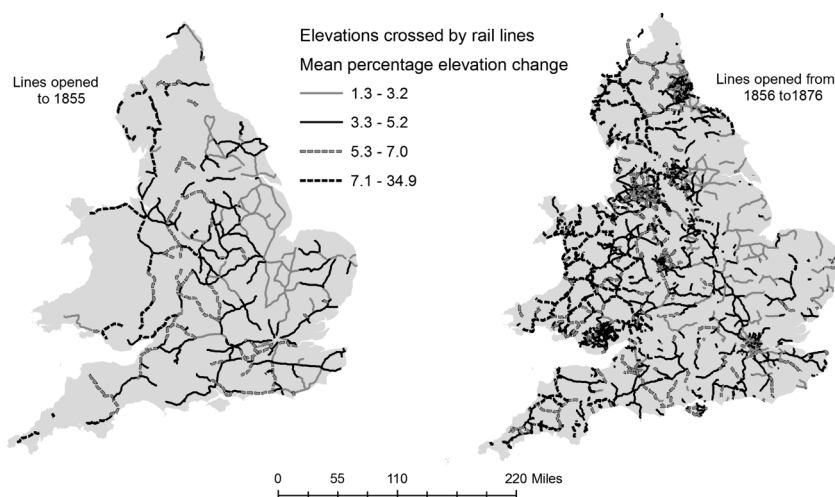 Elevations crossed by rail lines
Mean percentage elevation change
1.3 - 3.2
3.3 - 5.2
5.3 - 7.0
7.1 - 34.9
Lines opened
to 1855
Lines opened from
1856 to1876
0 55 110 220 Miles